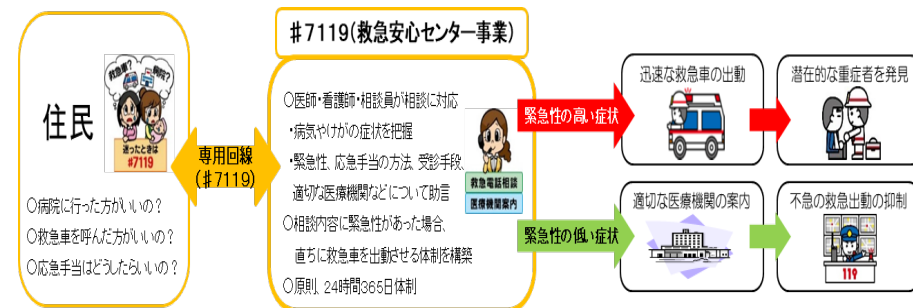 #7119(救急安心センター事業)
住民
救急車?
病院?
迷ったときは
#7119
○病院に行った方がいいの?
○救急車を呼んだ方がいいの?
○応急手当はどうしたらいいの?
専用回線
(#7119)
○医師・看護師・相談員が相談に対応
・病気やけがの症状を把握
・緊急性、応急手当の方法、受診手段、
適切な医療機関などについて助言
○相談内容に緊急性があった場合、
直ちに救急車を出動させる体制を構築
○原則、24時間365日体制
救急電話相談
医療機関案内
緊急性の高い症状
迅速な救急車の出動
潜在的な重症者を発見
緊急性の低い症状
適切な医療機関の案内
不急の救急出動の抑制
119